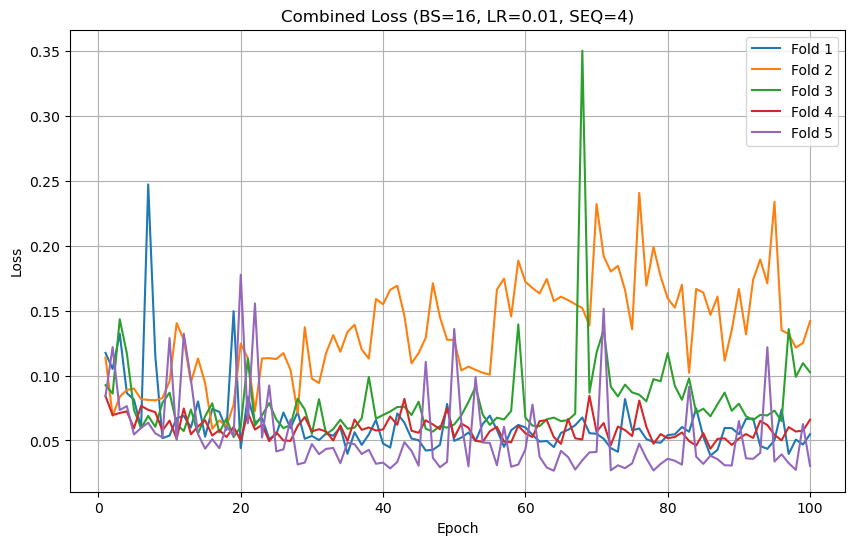 Combined Loss (BS=16, LR=0.01, SEQ=4)
Fold 1
Fold 2
Fold 3
Fold 4
Fold 5
Loss
0.35
0.30
0.25
0.20
0.15
0.10
0.05
0
20
40
60
80
100
Epoch